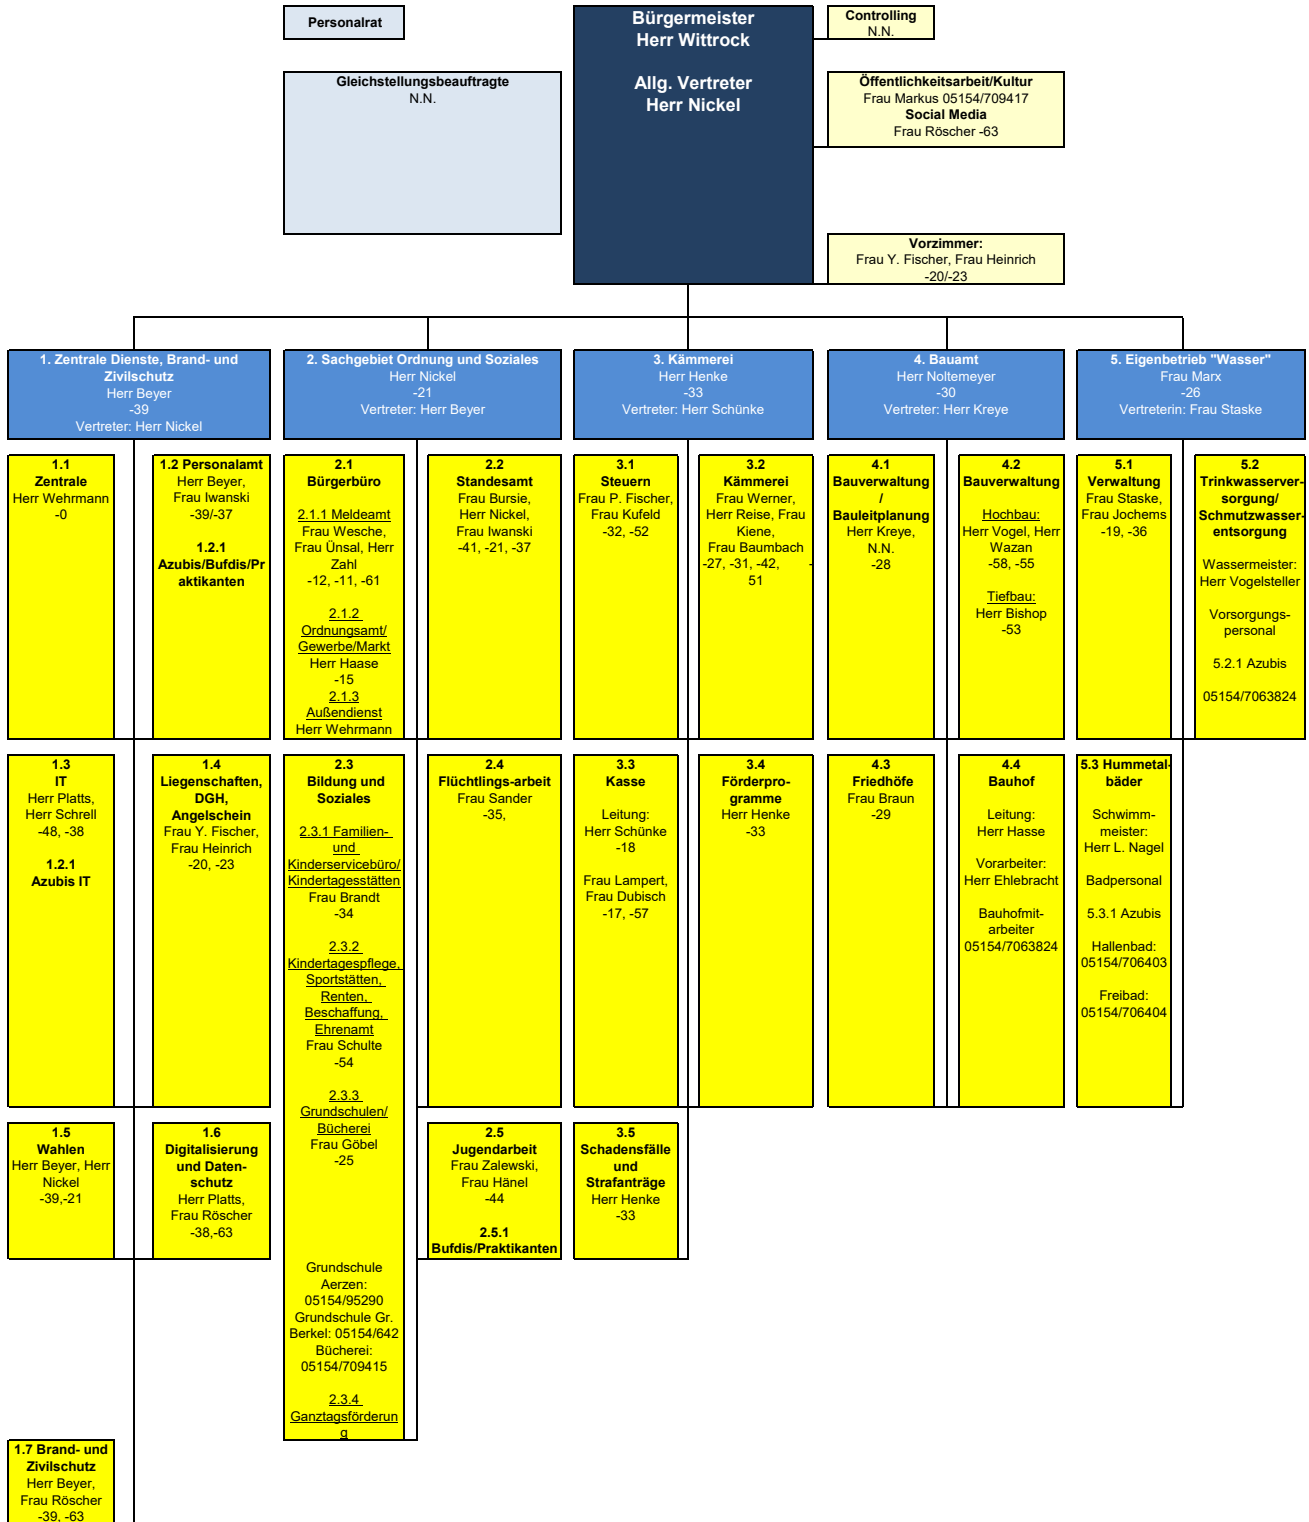 Personalrat
Gleichstellungsbeauftragte
N.N.
Bürgermeister
Herr Wittrock
Allg. Vertreter
Herr Nickel
Controlling
N.N.
Öffentlichkeitsarbeit/Kultur
Frau Markus 05154/709417
Social Media
Frau Röscher -63
Vorzimmer:
Frau Y. Fischer, Frau Heinrich
-20/-23
1. Zentrale Dienste, Brand- und
Zivilschutz
Herr Beyer
-39
Vertreter: Herr Nickel
2. Sachgebiet Ordnung und Soziales
Herr Nickel
-21
Vertreter: Herr Beyer
3. Kämmerei
Herr Henke
-33
Vertreter: Herr Schünke
4. Bauamt
Herr Noltemeyer
-30
Vertreter: Herr Kreye
5. Eigenbetrieb "Wasser"
Frau Marx
-26
Vertreterin: Frau Staske
1.1
Zentrale
Herr Wehrmann
-0
1.2 Personalamt
Herr Beyer,
Frau Iwanski
-39/-37
1.2.1
Azubis/Bufdis/Pr
aktikanten
2.1
Bürgerbüro
2.1.1 Meldeamt
Frau Wesche,
Frau Ünsal, Herr
Zahl
-12, -11, -61
2.1.2
Ordnungsamt/
Gewerbe/Markt
Herr Haase
-15
2.1.3
Außendienst
Herr Wehrmann
2.2
Standesamt
Frau Bursie,
Herr Nickel,
Frau Iwanski
-41, -21, -37
3.1
Steuern
Frau P. Fischer,
Frau Kufeld
-32, -52
3.2
Kämmerei
Frau Werner,
Herr Reise, Frau
Kiene,
Frau Baumbach
-27, -31, -42, -
51
4.1
Bauverwaltung
/
Bauleitplanung
Herr Kreye,
N.N.
-28
4.2
Bauverwaltung
Hochbau:
Herr Vogel, Herr
Wazan
-58, -55
Tiefbau:
Herr Bishop
-53
5.1
Verwaltung
Frau Staske,
Frau Jochems
-19, -36
5.2
Trinkwasserver-
sorgung/
Schmutzwasser-
entsorgung
Wassermeister:
Herr Vogelsteller
Vorsorgungs-
personal
5.2.1 Azubis
05154/7063824
1.3
IT
Herr Platts,
Herr Schrell
-48, -38
1.2.1
Azubis IT
1.4
Liegenschaften,
DGH,
Angelschein
Frau Y. Fischer,
Frau Heinrich
-20, -23
2.3
Bildung und
Soziales
2.3.1 Familien-
und
Kinderservicebüro/
Kindertagesstätten
Frau Brandt
-34
2.3.2
Kindertagespflege,
Sportstätten,
Renten,
Beschaffung,
Ehrenamt
Frau Schulte
-54
2.3.3
Grundschulen/
Bücherei
Frau Göbel
-25
Grundschule
Aerzen:
05154/95290
Grundschule Gr.
Berkel: 05154/642
Bücherei:
05154/709415
2.3.4
Ganztagsförderun
g
2.4
Flüchtlings-arbeit
Frau Sander
-35,
3.3
Kasse
Leitung:
Herr Schünke
-18
Frau Lampert,
Frau Dubisch
-17, -57
3.4
Förderpro-
gramme
Herr Henke
-33
4.3
Friedhöfe
Frau Braun
-29
4.4
Bauhof
Leitung:
Herr Hasse
Vorarbeiter:
Herr Ehlebracht
Bauhofmit-
arbeiter
05154/7063824
5.3 Hummetal-
bäder
Schwimm-
meister:
Herr L. Nagel
Badpersonal
5.3.1 Azubis
Hallenbad:
05154/706403
Freibad:
05154/706404
1.5
Wahlen
Herr Beyer, Herr
Nickel
-39,-21
1.6
Digitalisierung
und Daten-
schutz
Herr Platts,
Frau Röscher
-38,-63
2.5
Jugendarbeit
Frau Zalewski,
Frau Hänel
-44
2.5.1
Bufdis/Praktikanten
3.5
Schadensfälle
und
Strafanträge
Herr Henke
-33
1.7 Brand- und
Zivilschutz
Herr Beyer,
Frau Röscher
-39, -63